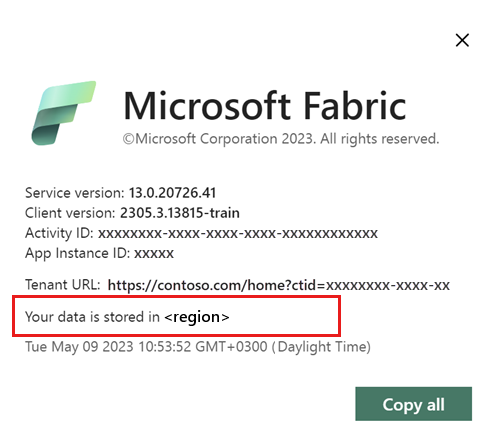 Microsoft Fabric
©Microsoft Corporation 2023. All rights reserved.
Service version: 13.0.20726.41
Client version: 2305.3.13815-train
Activity ID: xxxxxxxx-xxxx-xxxx-xxxx-xxxxxxxxxxxx
App Instance ID: xxxxx
Tenant URL: https://contoso.com/home?ctid=xxxxxxxx-xxxx-xx
Your data is stored in <region>
Tue May 09 2023 10:53:52 GMT+0300 (Daylight Time)
Copy all